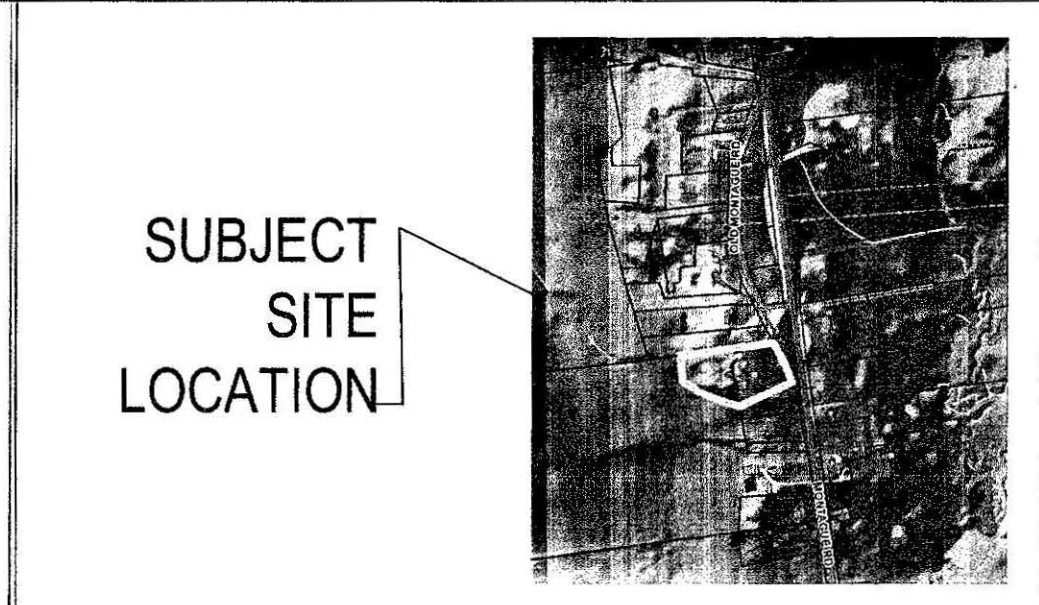 SUBJECT
SITE
LOCATION
OLD MONTAGUE RD.
MONTAGUE RD.